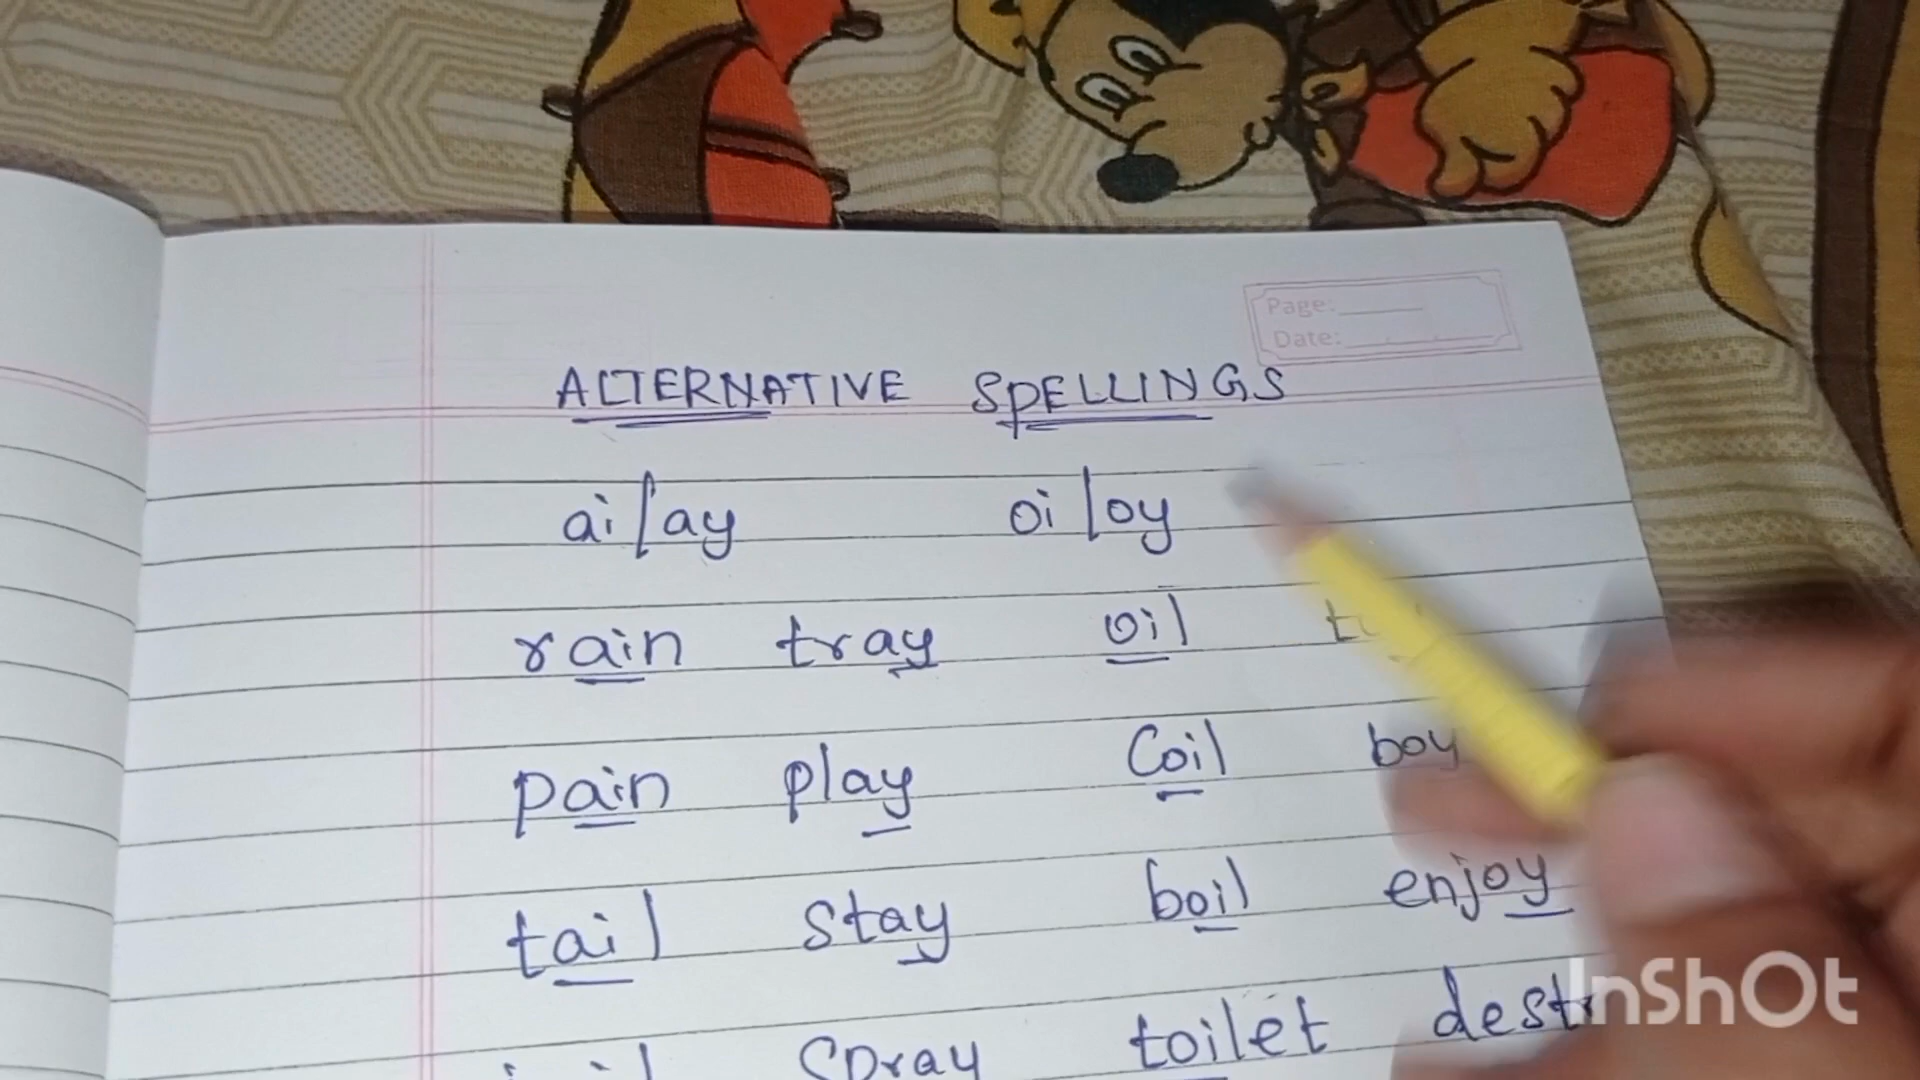 Page:
Date:
ALTERNATIVE SPELLINGS
ai/ay oi/oy
rain tray oil
pain play Coil boy
tail stay boil enjoy
spray toilet
InShOt